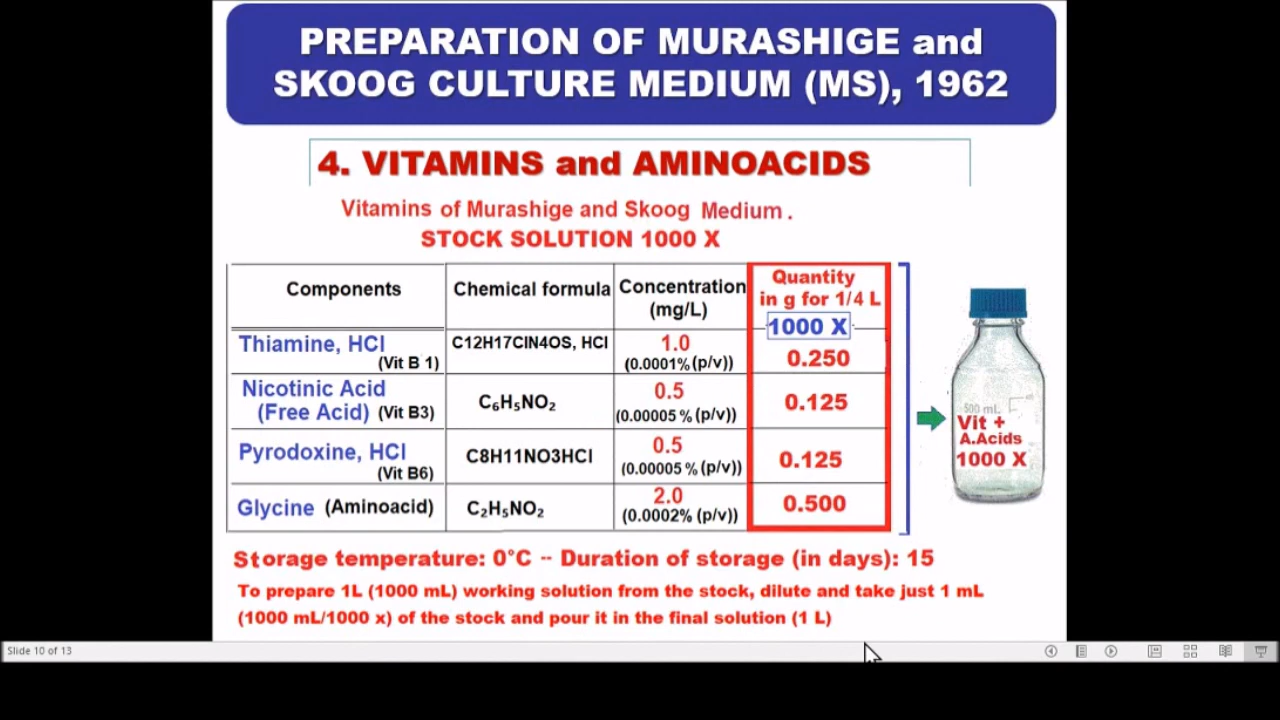 PREPARATION OF MURASHIGE and
SKOOG CULTURE MEDIUM (MS), 1962
4. VITAMINS and AMINOACIDS
Vitamins of Murashige and Skoog Medium .
STOCK SOLUTION 1000 X
Components
Chemical formula
Concentration
(mg/L)
Quantity
in g for 1/4 L
1000 X
Thiamine, HCl
(Vit B 1)
C12H17ClN4OS, HCl
1.0
(0.0001% (p/v))
0.250
Nicotinic Acid
(Free Acid) (Vit B3)
C₆H₅NO₂
0.5
(0.00005 % (p/v))
0.125
Pyrodoxine, HCl
(Vit B6)
C8H11NO3HCl
0.5
(0.00005 % (p/v))
0.125
Glycine (Aminoacid)
C₂H₅NO₂
2.0
(0.0002% (p/v))
0.500
500 mL
Vit +
A.Acids
1000 X
Storage temperature: 0°C -- Duration of storage (in days): 15
To prepare 1L (1000 mL) working solution from the stock, dilute and take just 1 mL
(1000 mL/1000 x) of the stock and pour it in the final solution (1 L)
Slide 10 of 13